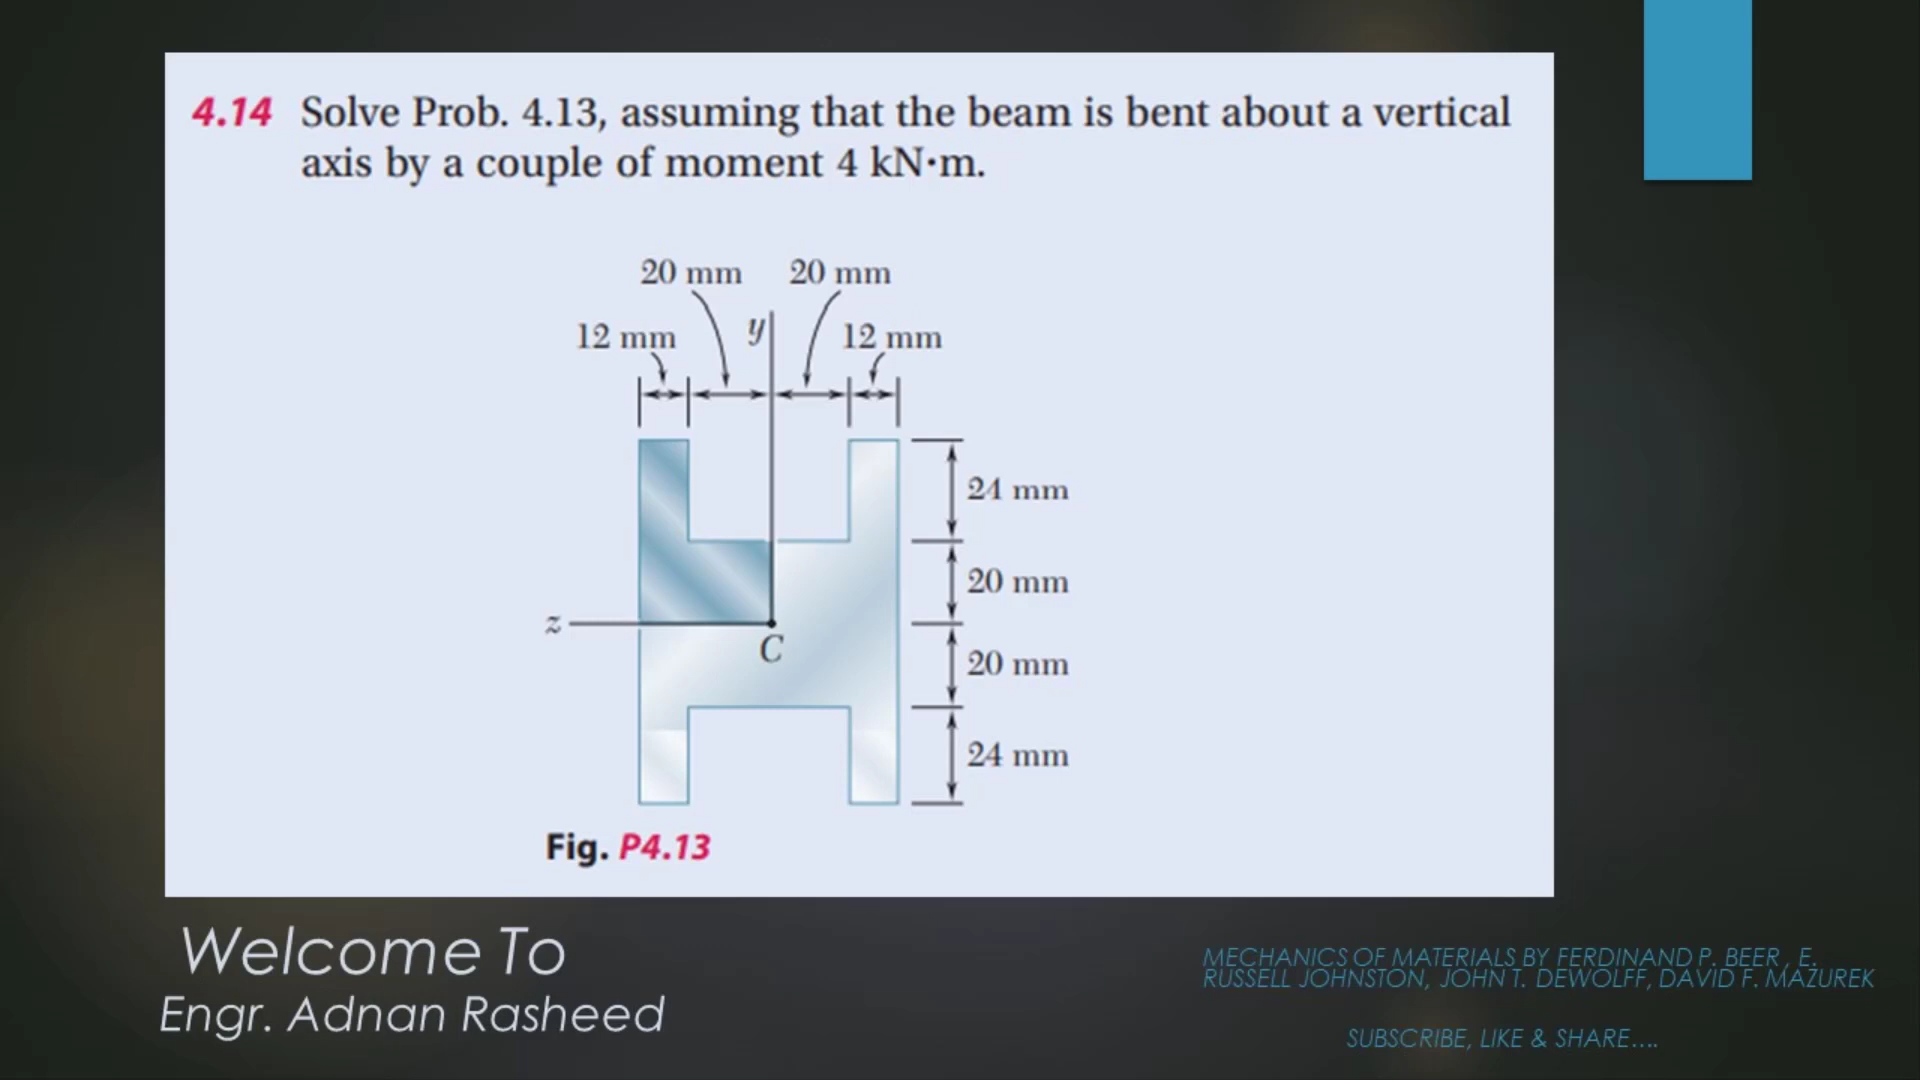 4.14 Solve Prob. 4.13, assuming that the beam is bent about a vertical
axis by a couple of moment 4 kN·m.
20 mm 20 mm
12 mm y 12 mm
24 mm
20 mm
z
C
20 mm
24 mm
Fig. P4.13
Welcome To
Engr. Adnan Rasheed
MECHANICS OF MATERIALS BY FERDINAND P. BEER , E.
RUSSELL JOHNSTON, JOHN T. DEWOLFF, DAVID F. MAZUREK
SUBSCRIBE, LIKE & SHARE....